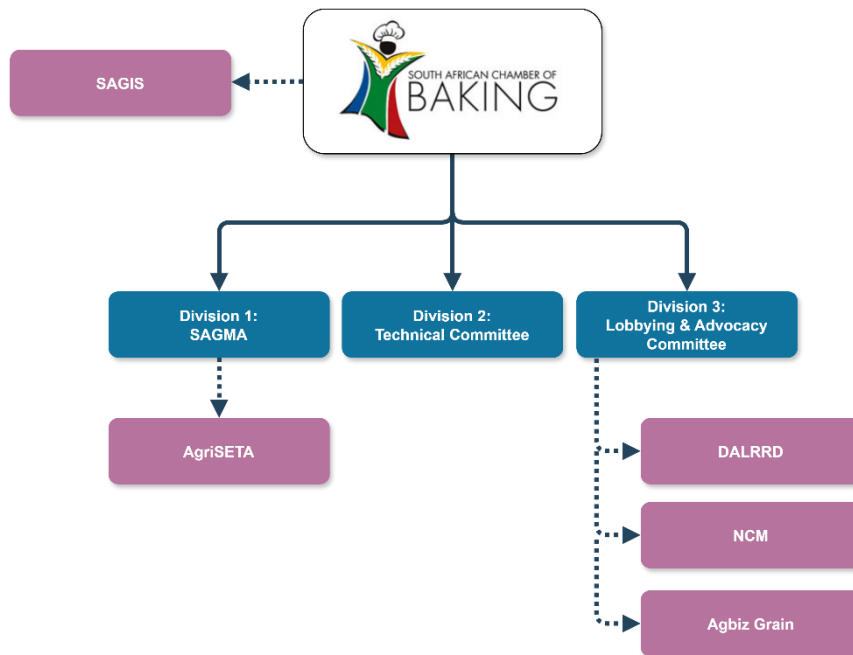 SAGIS
SOUTH AFRICAN CHAMBER OF
BAKING
Division 1:
SAGMA
Division 2:
Technical Committee
Division 3:
Lobbying & Advocacy
Committee
AgriSETA
DALRRD
NCM
Agbiz Grain